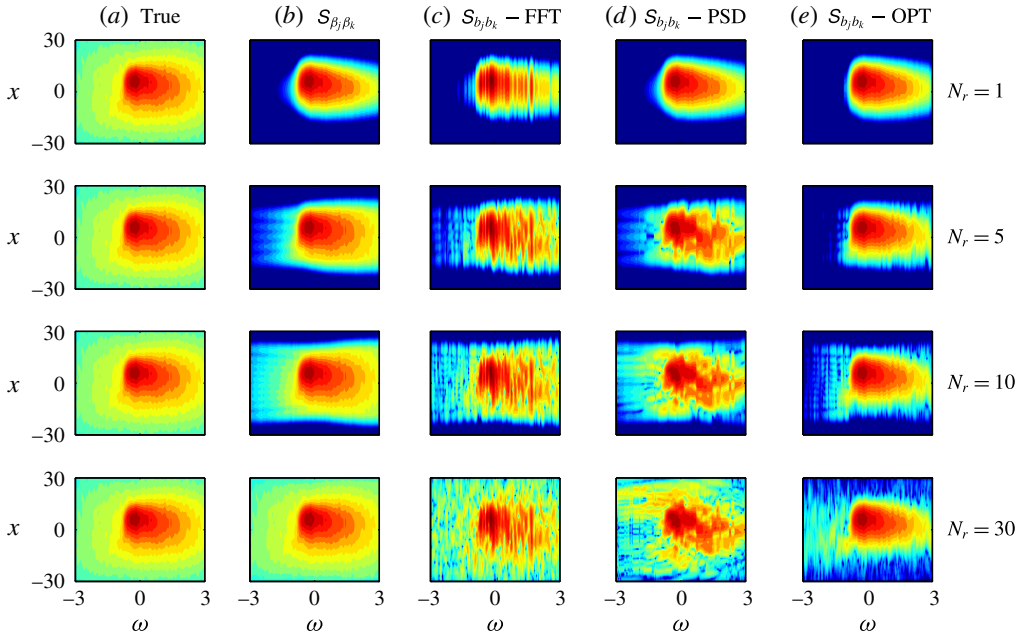 (a) True (b) S_{β_jβ_k} (c) S_{b_jb_k} – FFT (d) S_{b_jb_k} – PSD (e) S_{b_jb_k} – OPT
30
x 0 N_r = 1
–30
30
x 0 N_r = 5
–30
30
x 0 N_r = 10
–30
30
x 0 N_r = 30
–30
–3 0 3 –3 0 3 –3 0 3 –3 0 3 –3 0 3
ω ω ω ω ω